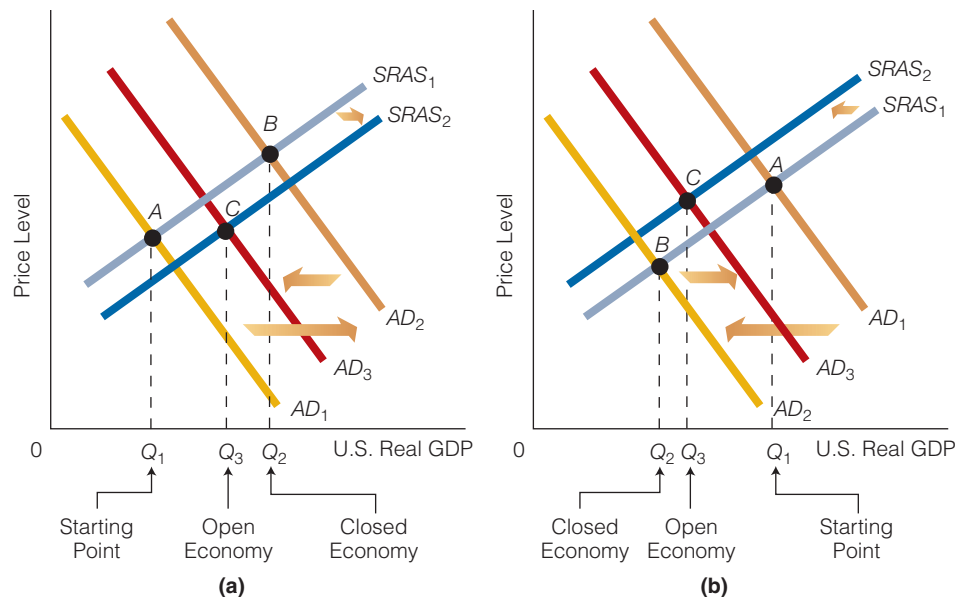 Price Level
SRAS₁
SRAS₂
B
A
C
AD₂
AD₃
AD₁
0
Q₁ Q₃ Q₂
U.S. Real GDP
Starting Point
Open Economy
Closed Economy
(a)
Price Level
SRAS₂
SRAS₁
A
C
B
AD₁
AD₃
AD₂
0
Q₂ Q₃ Q₁
U.S. Real GDP
Closed Economy
Open Economy
Starting Point
(b)